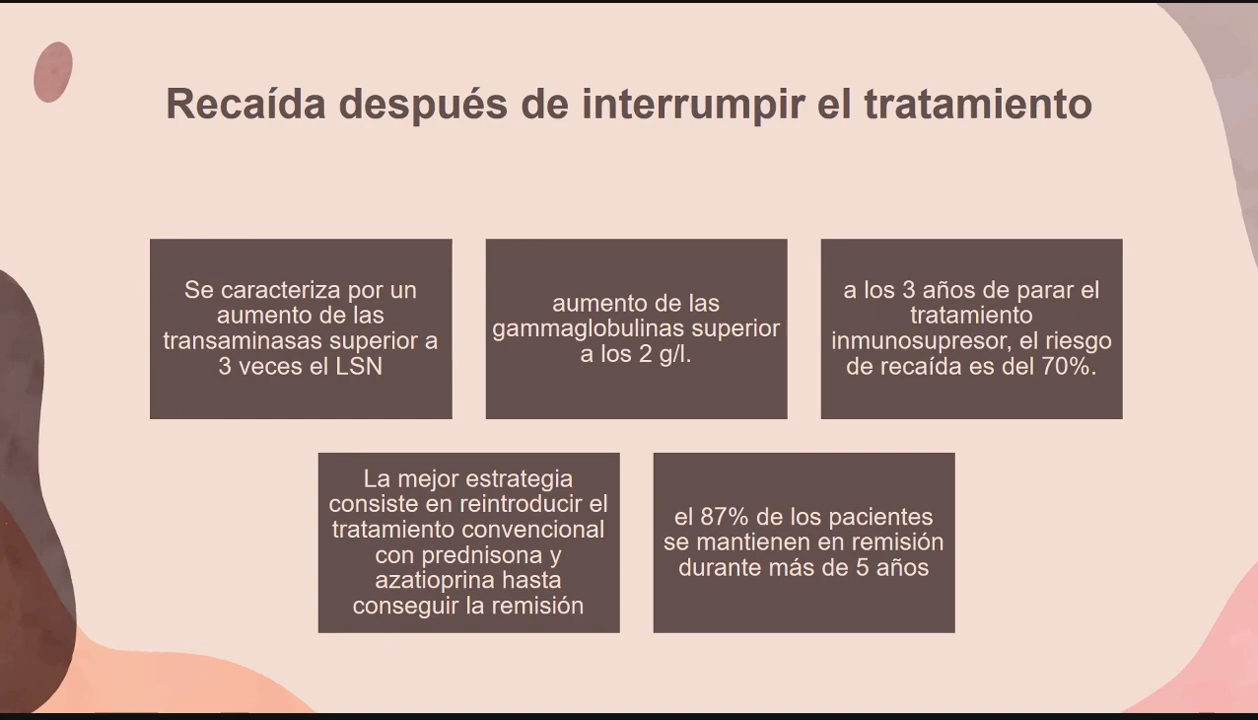 Recaída después de interrumpir el tratamiento
Se caracteriza por un
aumento de las
transaminasas superior a
3 veces el LSN
aumento de las
gammaglobulinas superior
a los 2 g/l.
a los 3 años de parar el
tratamiento
inmunosupresor, el riesgo
de recaída es del 70%.
La mejor estrategia
consiste en reintroducir el
tratamiento convencional
con prednisona y
azatioprina hasta
conseguir la remisión
el 87% de los pacientes
se mantienen en remisión
durante más de 5 años